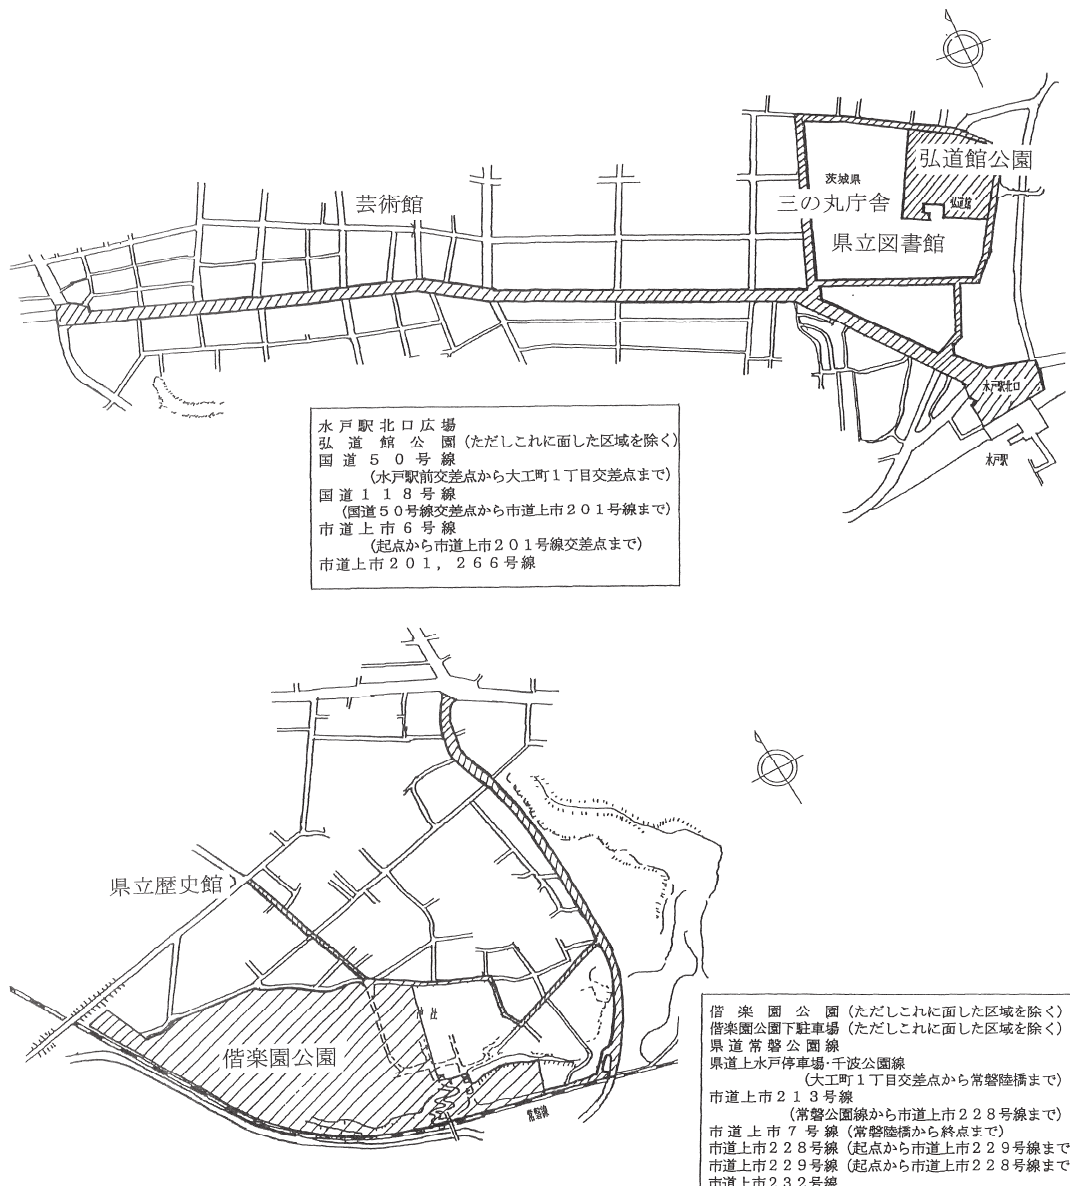 弘道館公園
茨城県
三の丸庁舎
弘道館
県立図書館
芸術館
水戸駅北口
水戸駅
水戸駅北口広場
弘道館公園(ただしこれに面した区域を除く)
国道50号線
(水戸駅前交差点から大工町1丁目交差点まで)
国道118号線
(国道50号線交差点から市道上市201号線まで)
市道上市6号線
(起点から市道上市201号線交差点まで)
市道上市201,266号線
県立歴史館
偕楽園公園
常磐線
偕楽園公園(ただしこれに面した区域を除く)
偕楽園公園下駐車場(ただしこれに面した区域を除く)
県道常磐公園線
県道上水戸停車場・千波公園線
(大工町1丁目交差点から常磐陸橋まで)
市道上市213号線
(常磐公園線から市道上市228号線まで)
市道上市7号線(常磐陸橋から終点まで)
市道上市228号線(起点から市道上市229号線まで
市道上市229号線(起点から市道上市228号線まで
市道上市232号線